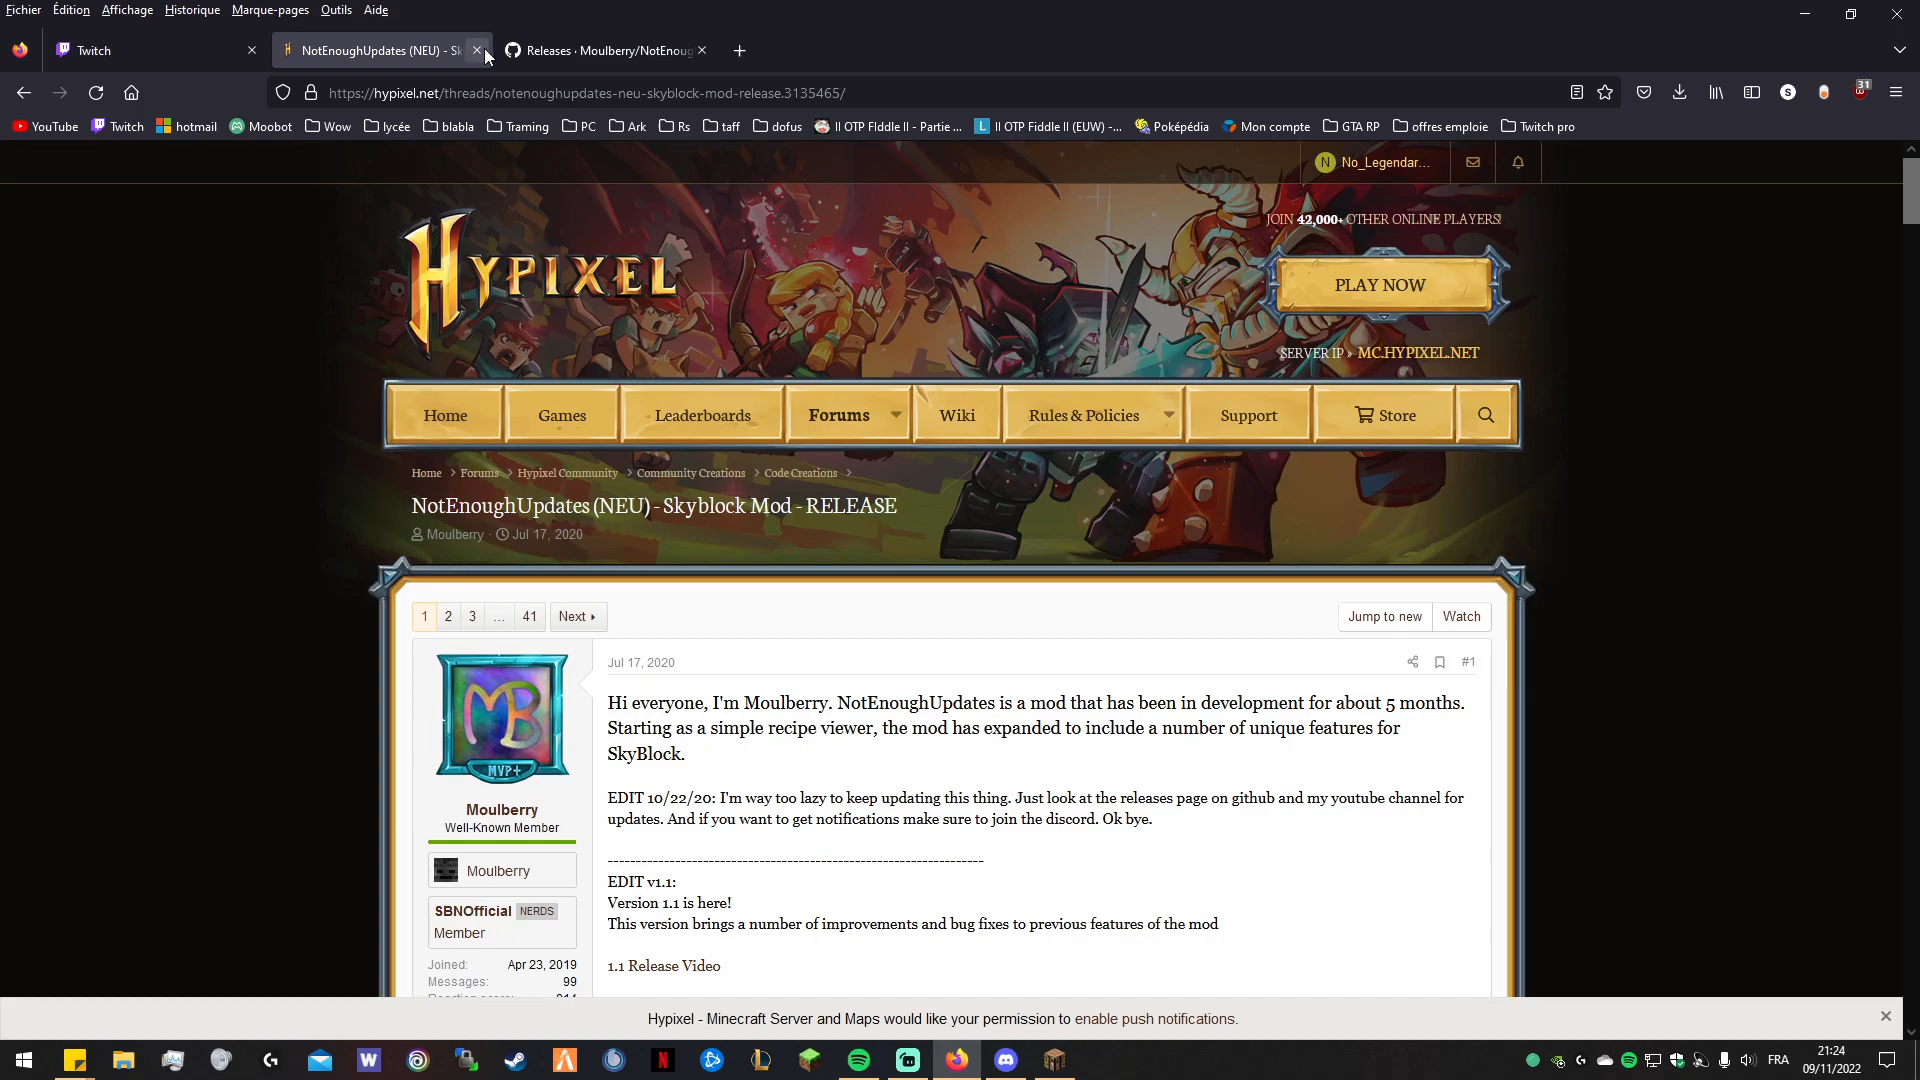 Fichier Édition Affichage Historique Marque-pages Outils Aide
Twitch
NotEnoughUpdates (NEU) - Sk
Releases · Moulberry/NotEnoug
https://hypixel.net/threads/notenoughupdates-neu-skyblock-mod-release.3135465/
S
31
YouTube Twitch hotmail Moobot Wow lycée blabla Traming PC Ark Rs taff dofus II OTP FIddle II - Partie ... L II OTP Fiddle II (EUW) -... Poképédia Mon compte GTA RP offres emploie Twitch pro
N No_Legendar...
JOIN 42,000+ OTHER ONLINE PLAYERS!
HYPIXEL
PLAY NOW
SERVER IP » MC.HYPIXEL.NET
Home Games Leaderboards Forums Wiki Rules & Policies Support Store
Home > Forums > Hypixel Community > Community Creations > Code Creations >
NotEnoughUpdates (NEU) - Skyblock Mod - RELEASE
Moulberry · Jul 17, 2020
1 2 3 ... 41 Next
Jump to new Watch
Jul 17, 2020
#1
MB
MVP+
Moulberry
Well-Known Member
Moulberry
SBNOfficial NERDS
Member
Joined: Apr 23, 2019
Messages: 99
Hi everyone, I'm Moulberry. NotEnoughUpdates is a mod that has been in development for about 5 months.
Starting as a simple recipe viewer, the mod has expanded to include a number of unique features for
SkyBlock.
EDIT 10/22/20: I'm way too lazy to keep updating this thing. Just look at the releases page on github and my youtube channel for
updates. And if you want to get notifications make sure to join the discord. Ok bye.
--------------------------------------------------------------------
EDIT v1.1:
Version 1.1 is here!
This version brings a number of improvements and bug fixes to previous features of the mod
1.1 Release Video
Hypixel - Minecraft Server and Maps would like your permission to enable push notifications.
W
N
FRA
21:24
09/11/2022